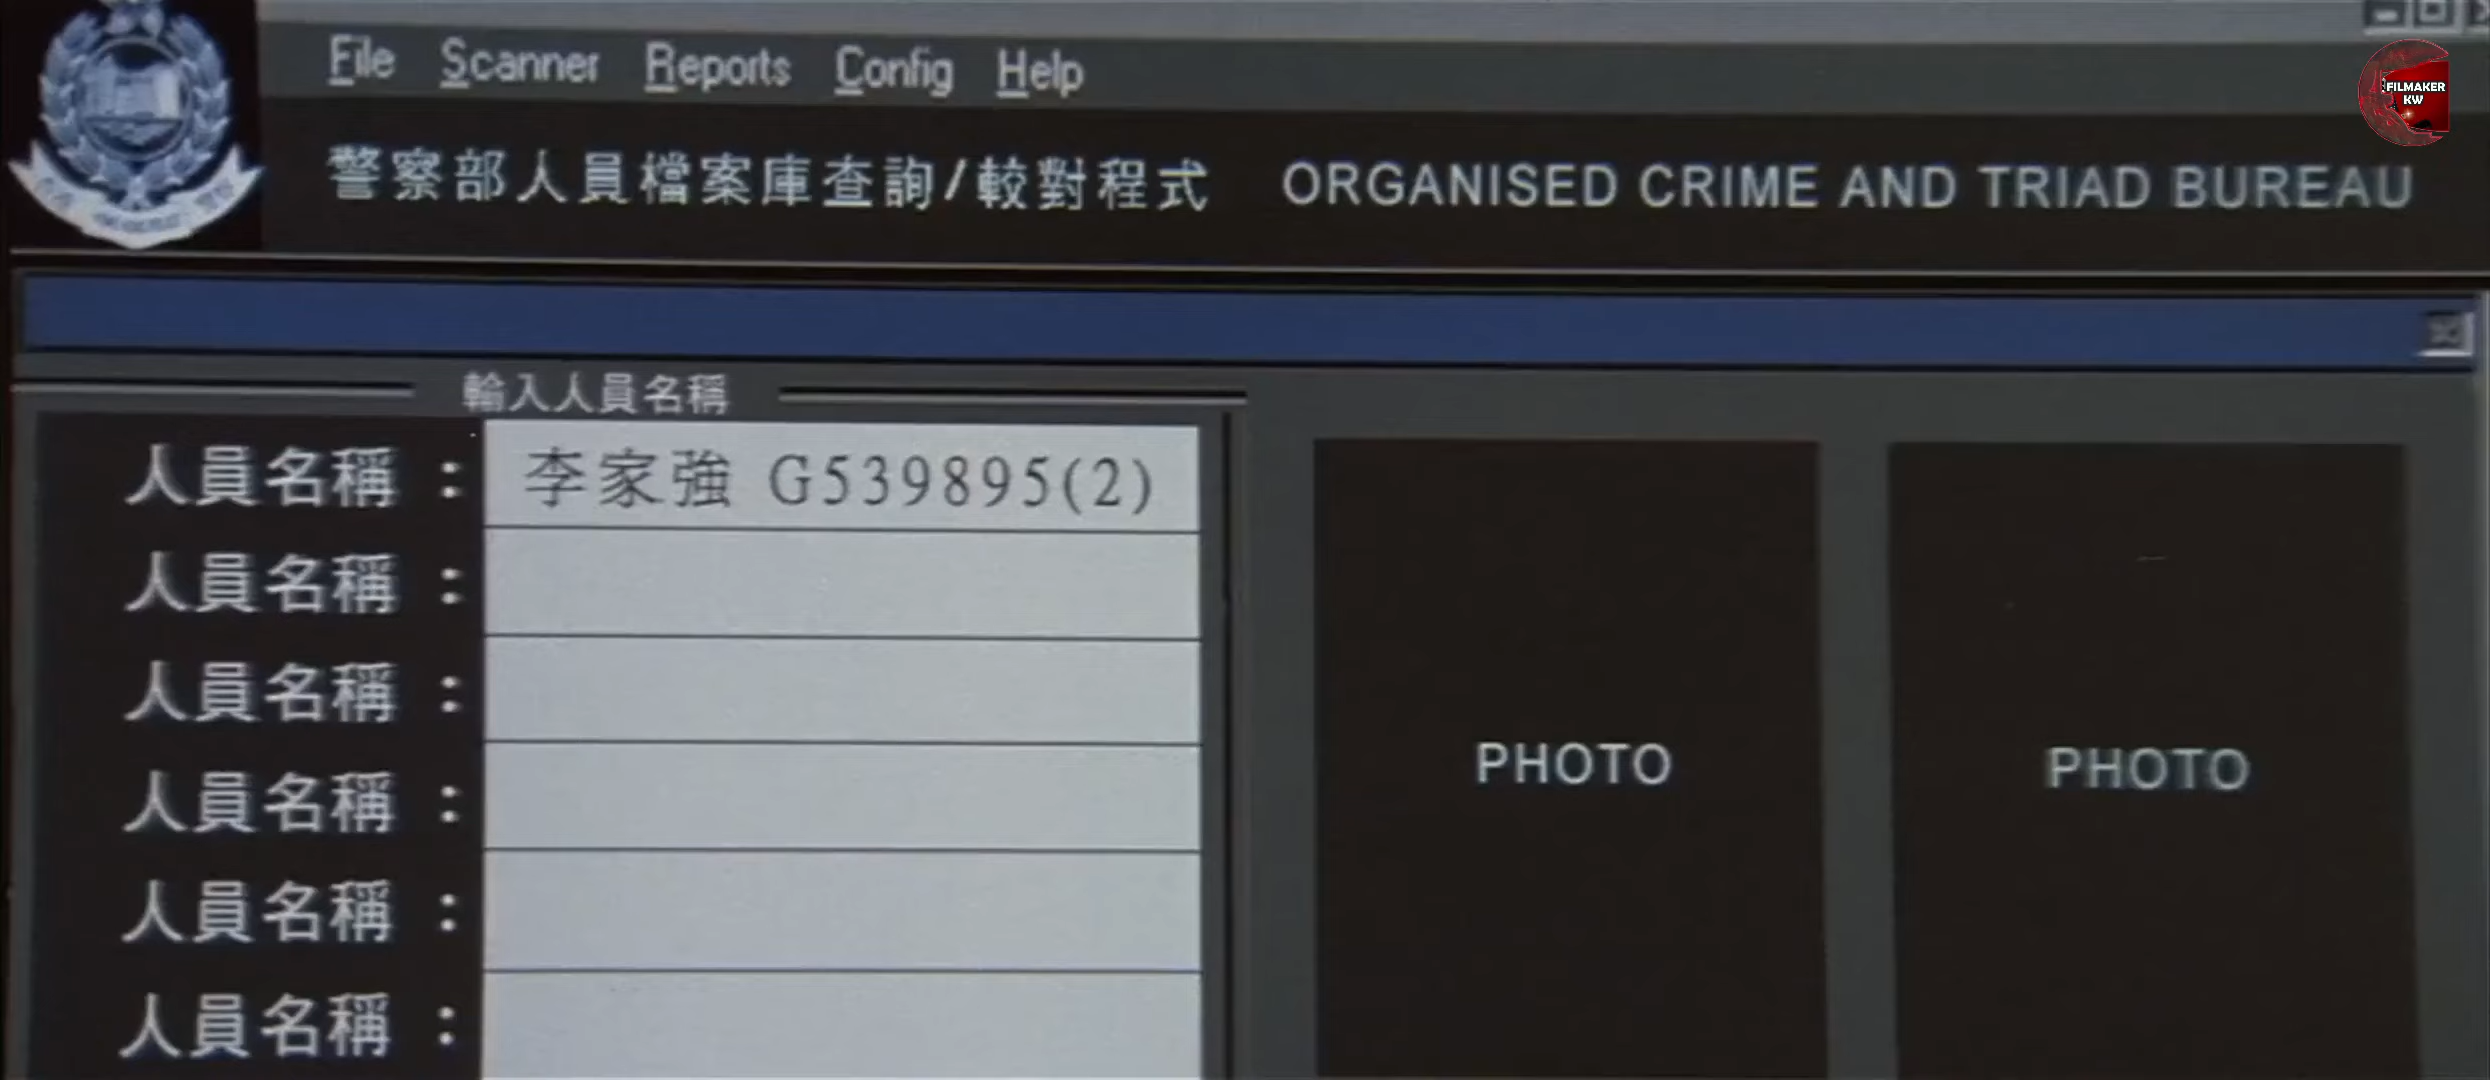 File Scanner Reports Config Help
FILMAKER
KW
警察部人員檔案庫查詢/較對程式 ORGANISED CRIME AND TRIAD BUREAU
輸入人員名稱
人員名稱 : 李家強 G539895(2)
人員名稱 :
人員名稱 :
人員名稱 :
人員名稱 :
人員名稱 :
PHOTO PHOTO